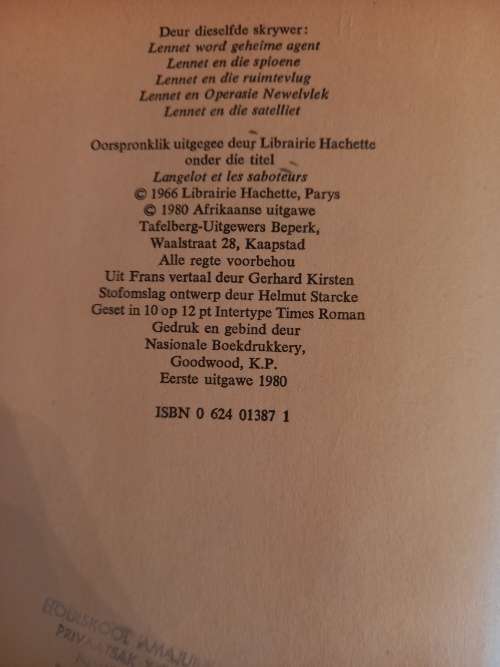 Deur dieselfde skrywer:
Lennet word geheime agent
Lennet en die spioene
Lennet en die ruimtevlug
Lennet en Operasie Newelvlek
Lennet en die satelliet
Oorspronklik uitgegee deur Librairie Hachette
onder die titel
Langelot et les saboteurs
© 1966 Librairie Hachette, Parys
© 1980 Afrikaanse uitgawe
Tafelberg-Uitgewers Beperk,
Waalstraat 28, Kaapstad
Alle regte voorbehou
Uit Frans vertaal deur Gerhard Kirsten
Stofomslag ontwerp deur Helmut Starcke
Geset in 10 op 12 pt Intertype Times Roman
Gedruk en gebind deur
Nasionale Boekdrukkery,
Goodwood, K.P.
Eerste uitgawe 1980
ISBN 0 624 01387 1
PRIVAATSAK